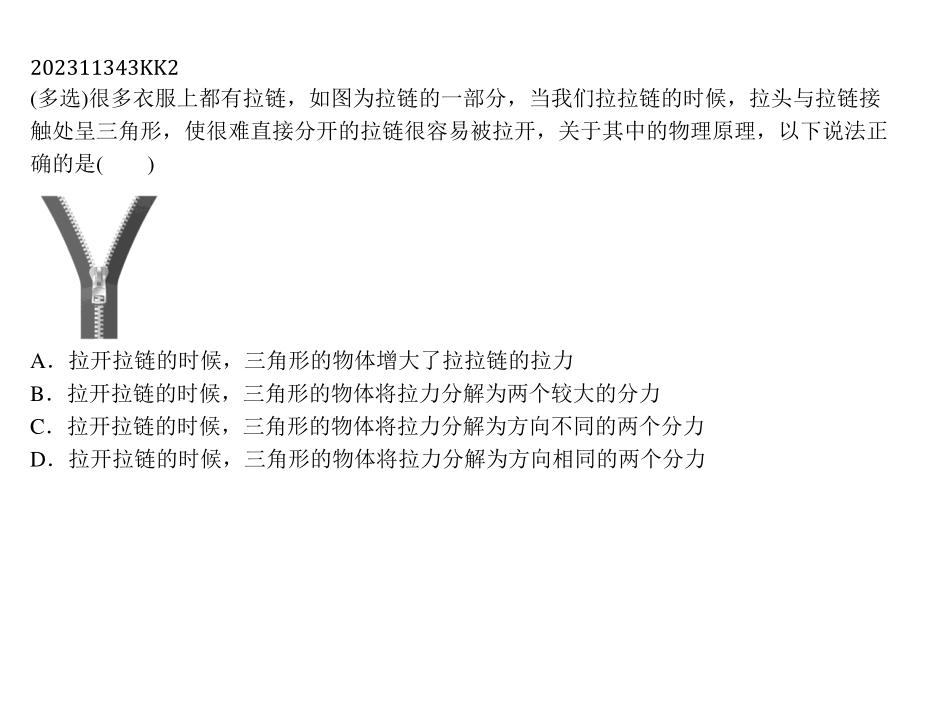 202311343KK2
(多选)很多衣服上都有拉链，如图为拉链的一部分，当我们拉拉链的时候，拉头与拉链接
触处呈三角形，使很难直接分开的拉链很容易被拉开，关于其中的物理原理，以下说法正
确的是(　　)
A．拉开拉链的时候，三角形的物体增大了拉拉链的拉力
B．拉开拉链的时候，三角形的物体将拉力分解为两个较大的分力
C．拉开拉链的时候，三角形的物体将拉力分解为方向不同的两个分力
D．拉开拉链的时候，三角形的物体将拉力分解为方向相同的两个分力